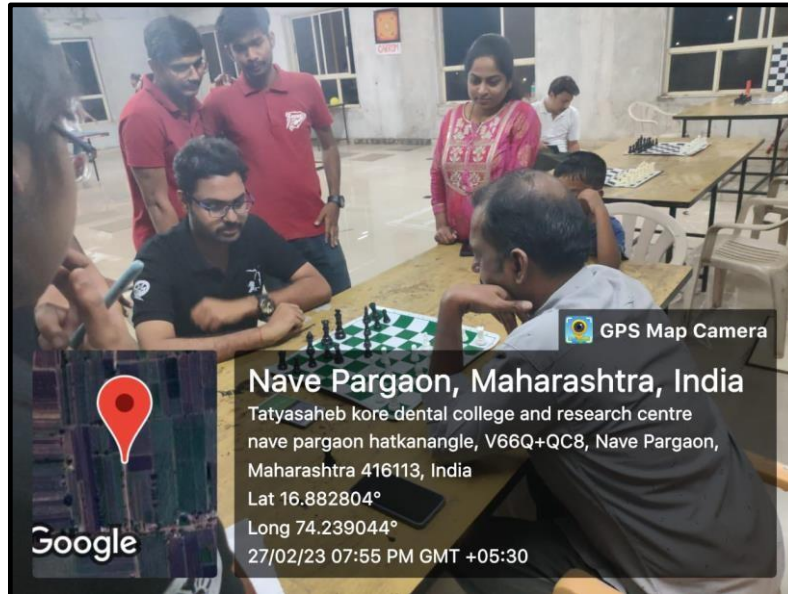 CARROM
GPS Map Camera
Nave Pargaon, Maharashtra, India
Tatyasaheb kore dental college and research centre
nave pargaon hatkanangle, V66Q+QC8, Nave Pargaon,
Maharashtra 416113, India
Lat 16.882804°
Long 74.239044°
27/02/23 07:55 PM GMT +05:30
Google